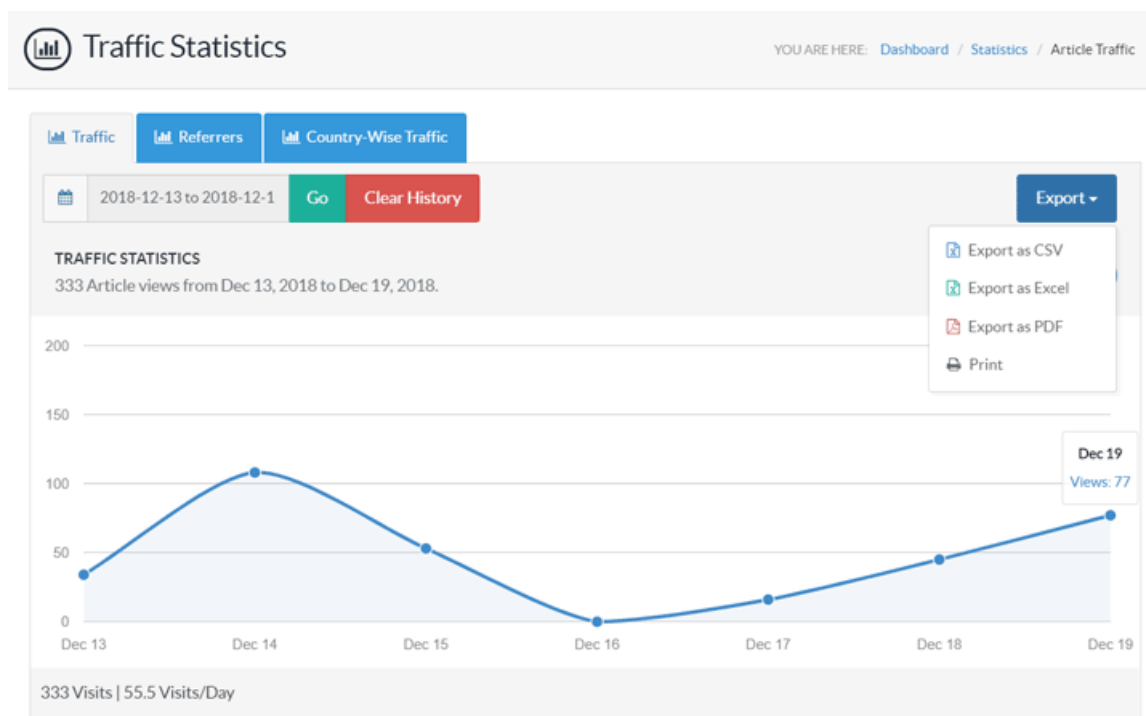 Traffic Statistics
YOU ARE HERE: Dashboard / Statistics / Article Traffic
Traffic Referrers Country-Wise Traffic
2018-12-13 to 2018-12-1 Go Clear History Export
Export as CSV
Export as Excel
Export as PDF
Print
TRAFFIC STATISTICS
333 Article views from Dec 13, 2018 to Dec 19, 2018.
200
150
100
50
0
Dec 19
Views: 77
Dec 13 Dec 14 Dec 15 Dec 16 Dec 17 Dec 18 Dec 19
333 Visits | 55.5 Visits/Day